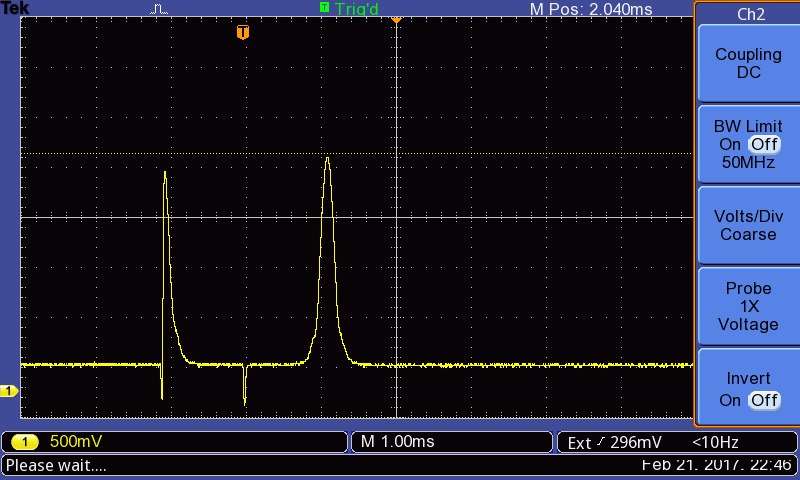 Tek
T Trig'd
M Pos: 2.040ms
Ch2
T
Coupling
DC
BW Limit
On Off
50MHz
Volts/Div
Coarse
Probe
1X
Voltage
Invert
On Off
1
1 500mV
M 1.00ms
Ext 296mV <10Hz
Please wait....
Feb 21, 2017, 22:46